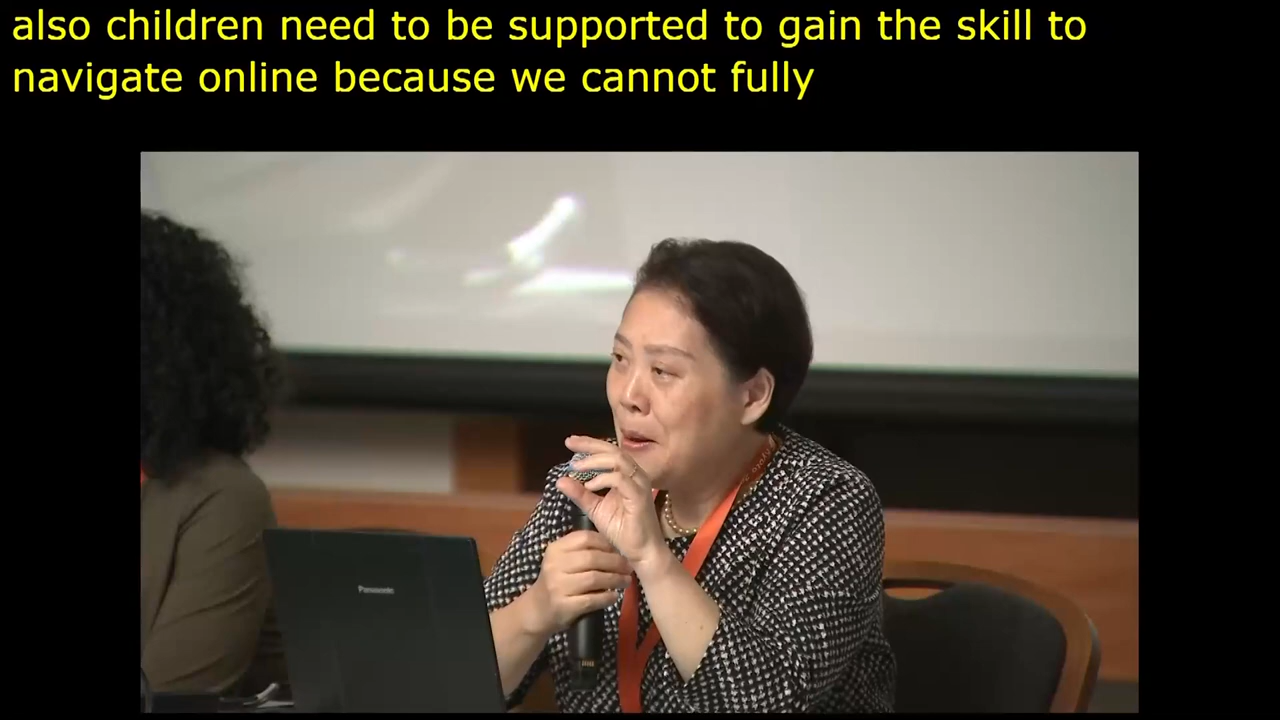 also children need to be supported to gain the skill to
navigate online because we cannot fully
Panasonic